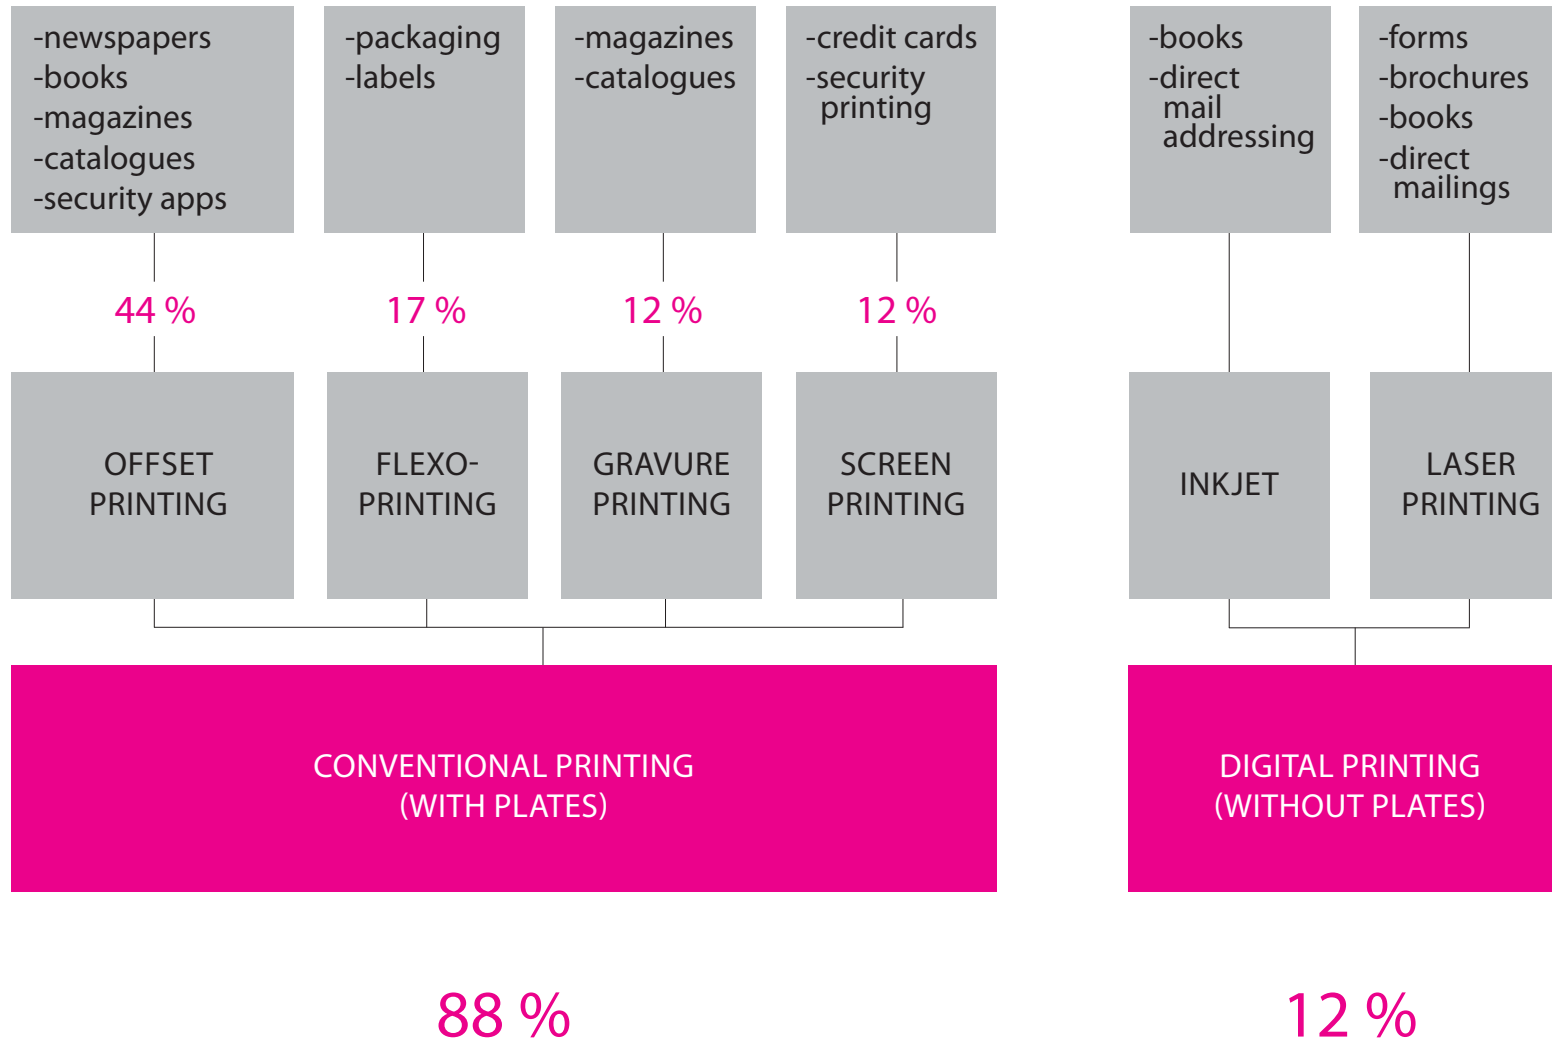 -newspapers
-books
-magazines
-catalogues
-security apps
-packaging
-labels
-magazines
-catalogues
-credit cards
-security
printing
-books
-direct
mail
addressing
-forms
-brochures
-books
-direct
mailings
44 %
17 %
12 %
12 %
OFFSET
PRINTING
FLEXO-
PRINTING
GRAVURE
PRINTING
SCREEN
PRINTING
INKJET
LASER
PRINTING
CONVENTIONAL PRINTING
(WITH PLATES)
DIGITAL PRINTING
(WITHOUT PLATES)
88 %
12 %